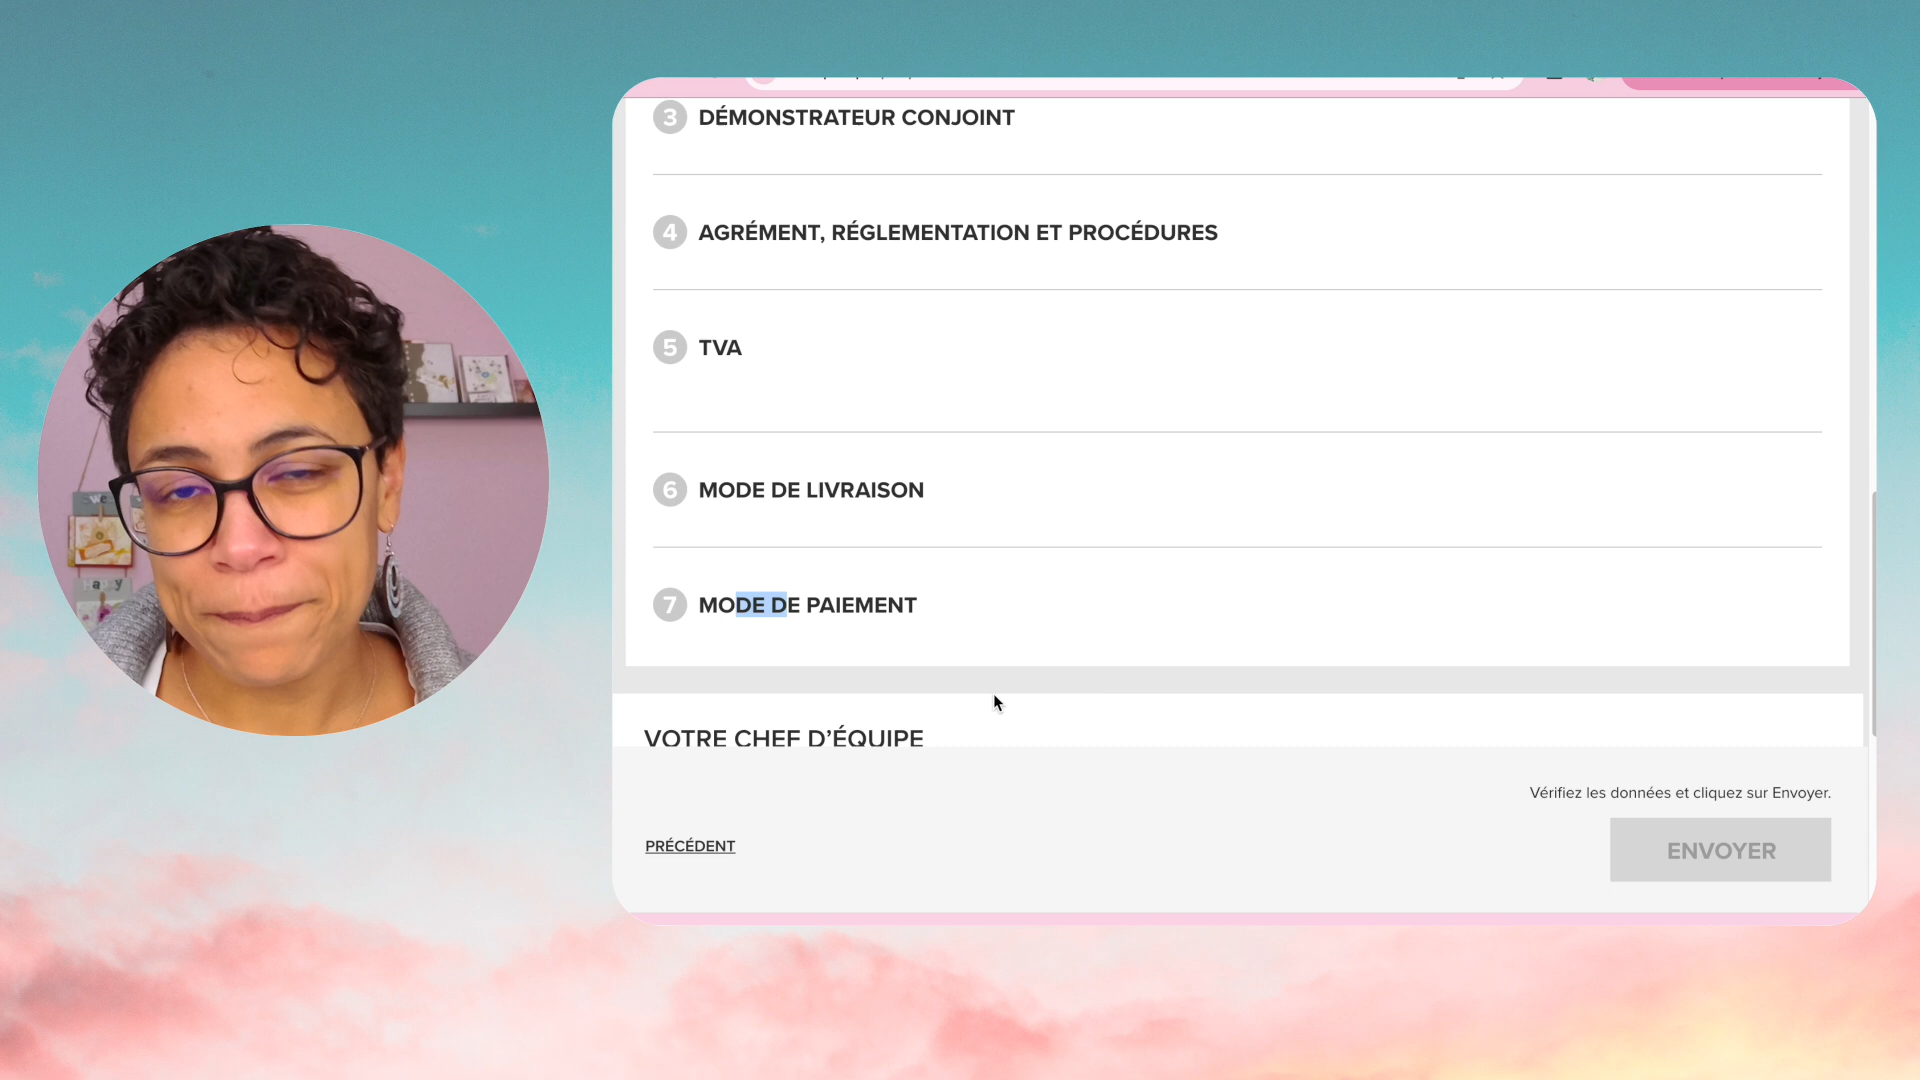 3 DÉMONSTRATEUR CONJOINT
4 AGRÉMENT, RÉGLEMENTATION ET PROCÉDURES
5 TVA
6 MODE DE LIVRAISON
7 MODE DE PAIEMENT
VOTRE CHEF D’ÉQUIPE
Vérifiez les données et cliquez sur Envoyer.
PRÉCÉDENT
ENVOYER